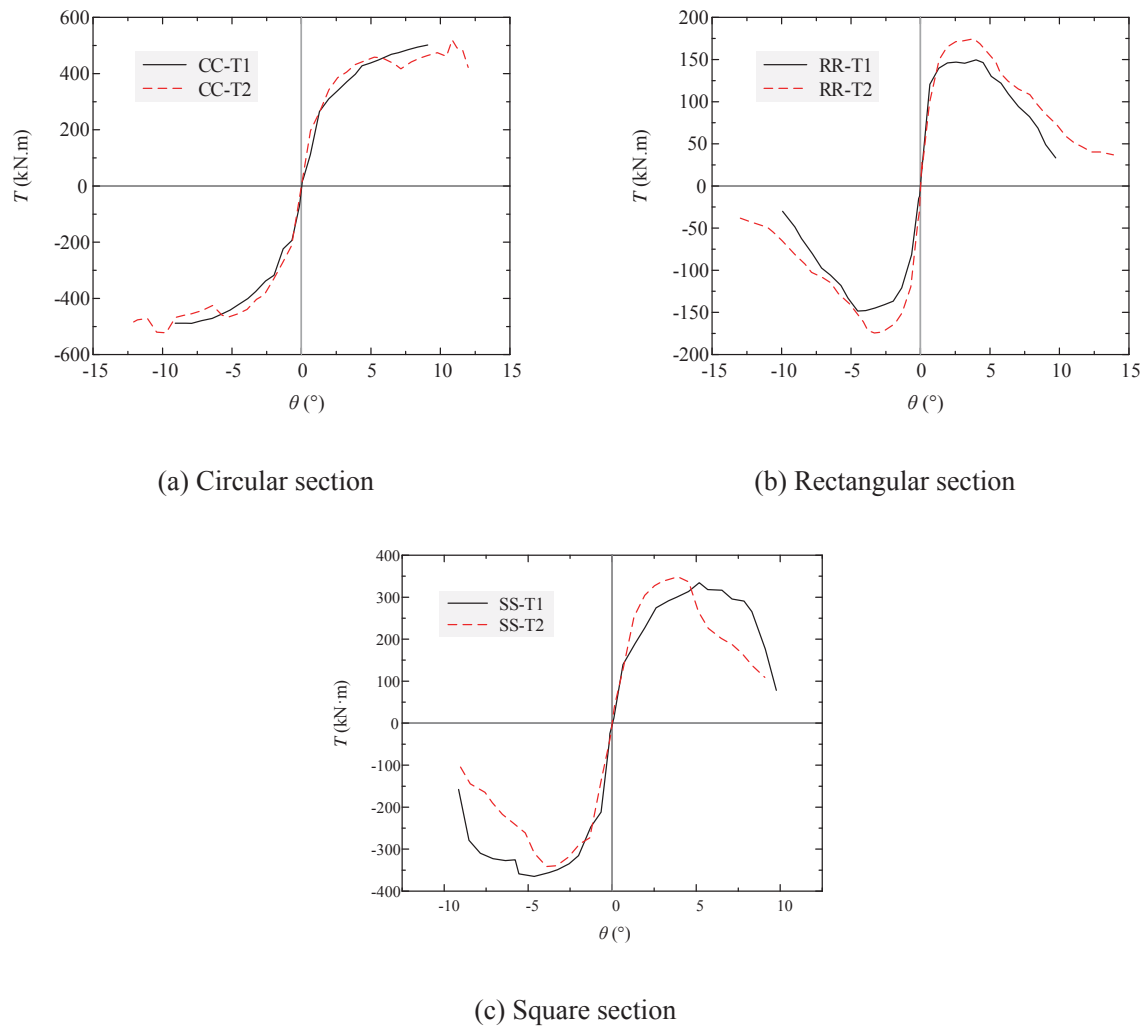 600
400
200
0
-200
-400
-600
-15
-10
-5
0
5
10
15
CC-T1
CC-T2
T (kN.m)
θ (°)
(a) Circular section
200
150
100
50
0
-50
-100
-150
-200
-15
-10
-5
0
5
10
15
RR-T1
RR-T2
T (kN.m)
θ (°)
(b) Rectangular section
400
300
200
100
0
-100
-200
-300
-400
-10
-5
0
5
10
SS-T1
SS-T2
T (kN·m)
θ (°)
(c) Square section